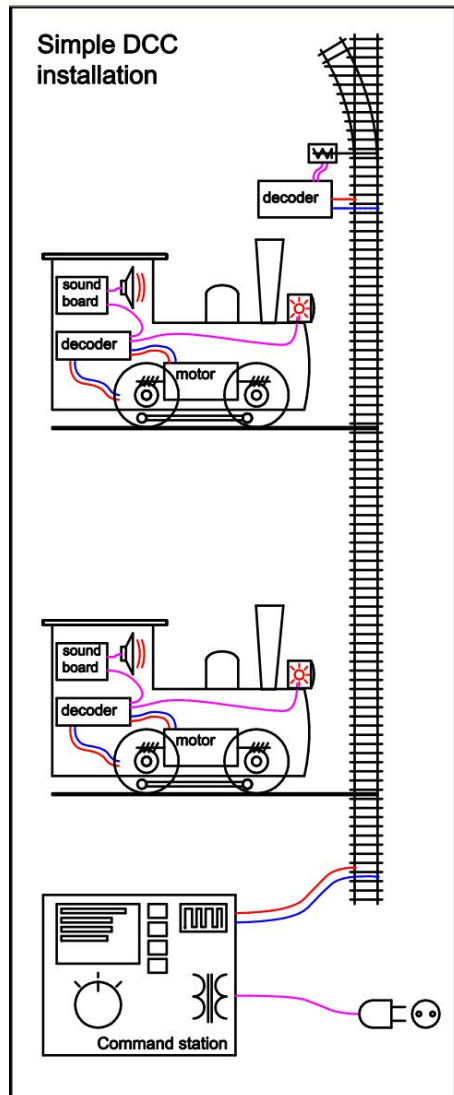 Simple DCC
installation
decoder
sound
board
decoder
motor
sound
board
decoder
motor
Command station